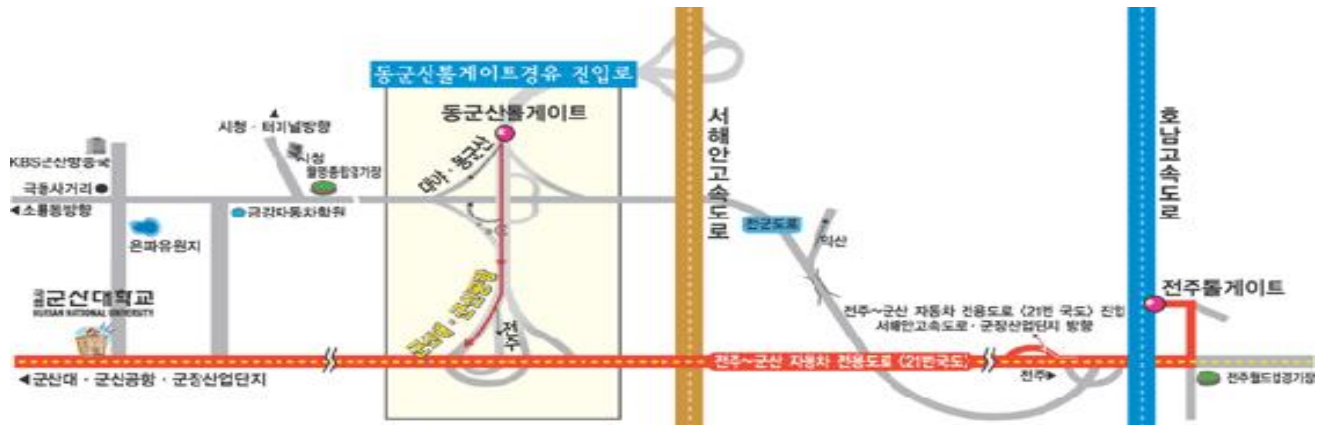 동군산톨게이트경유 진입로
동군산톨게이트
시청 · 터미널방향
시청
월명종합경기장
대야 · 동군산
KBS군산방송국
극동사거리
◀소룡동방향
금강자동차학원
은파유원지
국립군산대학교
KUNSAN NATIONAL UNIVERSITY
서해안고속도로
호남고속도로
전군도로
익산
전주톨게이트
전주~군산 자동차 전용도로 (21번 국도) 진입
서해안고속도로 · 군장산업단지 방향
전주
전주~군산 자동차 전용도로 (21번국도)
전주▶
◀군산대 · 군산공항 · 군장산업단지
전주월드컵경기장